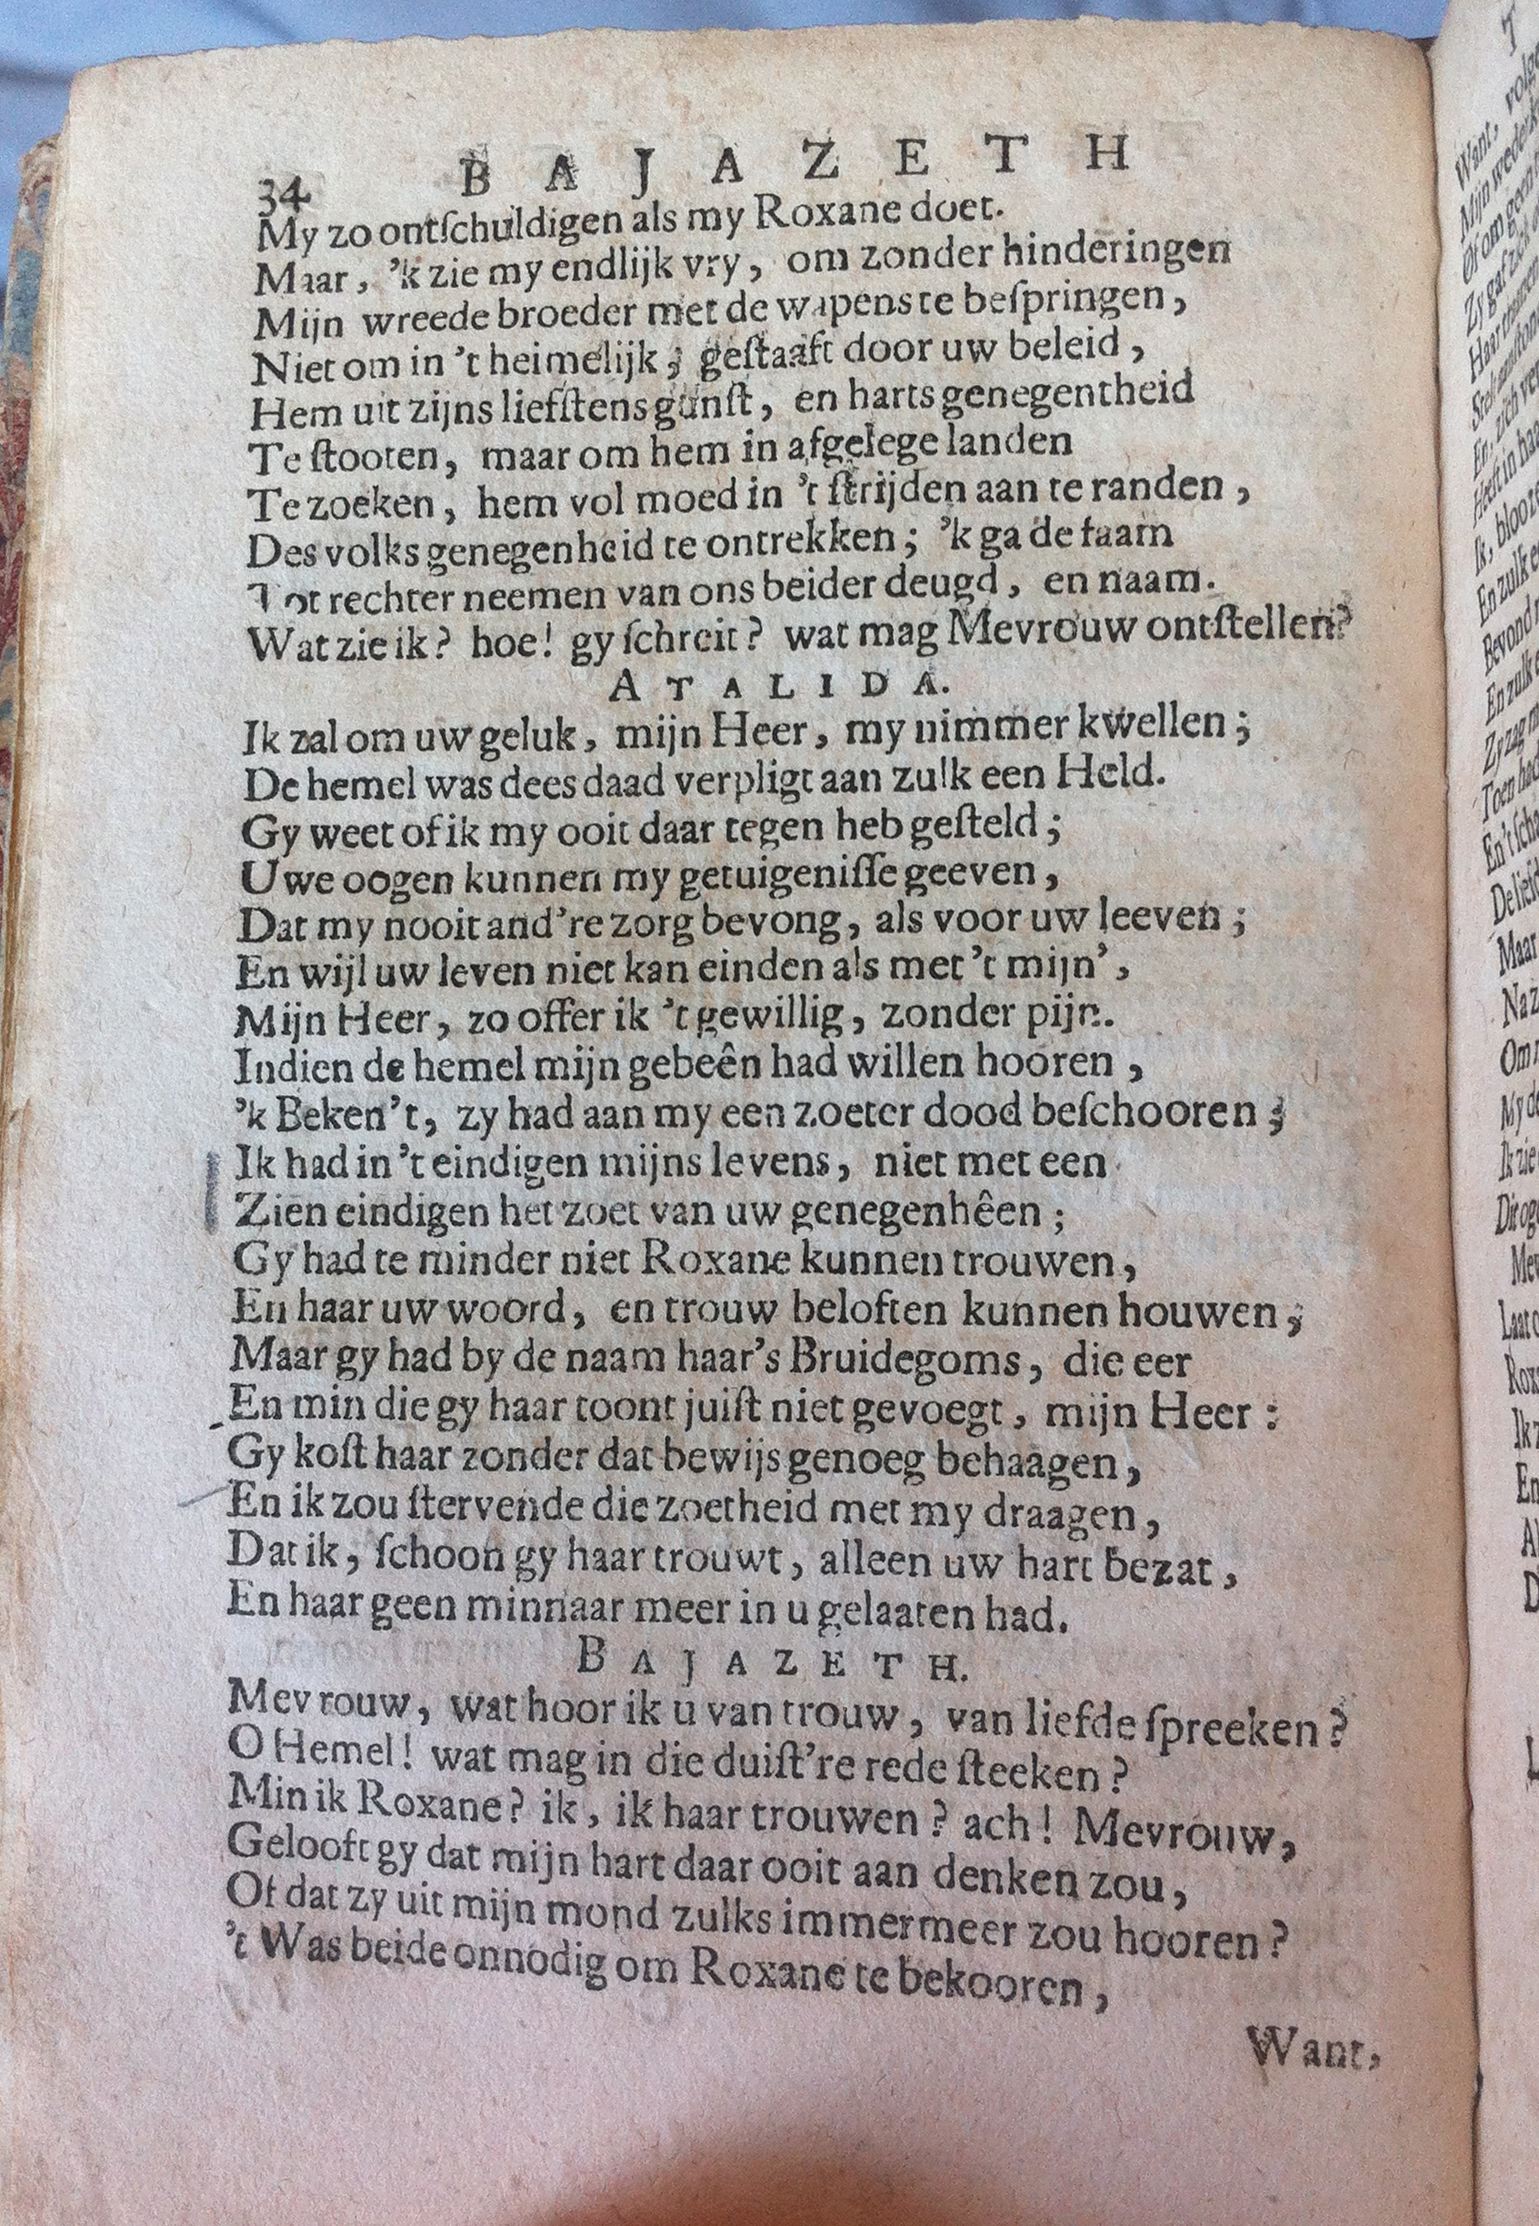 34 BAJAZETH
My zo ontſchuldigen als my Roxane doet.
Maar, 'k zie my endlijk vry, om zonder hinderingen
Mijn wreede broeder met de wapens te beſpringen,
Niet om in 't heimelijk, geſtaaft door uw beleid,
Hem uit zijns liefſtens gunſt, en harts genegentheid
Te ſtooten, maar om hem in afgelege landen
Te zoeken, hem vol moed in 't ſtrijden aan te randen,
Des volks genegenheid te ontrekken; 'k ga de faam
Tot rechter neemen van ons beider deugd, en naam.
Wat zie ik? hoe! gy ſchreit? wat mag Mevrouw ontſtellen?
ATALIDA.
Ik zal om uw geluk, mijn Heer, my nimmer kwellen;
De hemel was dees daad verpligt aan zulk een Held.
Gy weet of ik my ooit daar tegen heb geſteld;
Uwe oogen kunnen my getuigeniſſe geeven,
Dat my nooit and're zorg bevong, als voor uw leeven;
En wijl uw leven niet kan einden als met 't mijn',
Mijn Heer, zo offer ik 't gewillig, zonder pijn.
Indien de hemel mijn gebeên had willen hooren,
'k Beken 't, zy had aan my een zoeter dood beſchooren;
Ik had in 't eindigen mijns levens, niet met een
Zien eindigen het zoet van uw genegenhêen;
Gy had te minder niet Roxane kunnen trouwen,
En haar uw woord, en trouw beloften kunnen houwen;
Maar gy had by de naam haar's Bruidegoms, die eer
En min die gy haar toont juiſt niet gevoegt, mijn Heer:
Gy koſt haar zonder dat bewijs genoeg behaagen,
En ik zou ſtervende die zoetheid met my draagen,
Dat ik, ſchoon gy haar trouwt, alleen uw hart bezat,
En haar geen minnaar meer in u gelaaten had.
BAJAZETH.
Mevrouw, wat hoor ik u van trouw, van liefde ſpreeken?
O Hemel! wat mag in die duiſt're rede ſteeken?
Min ik Roxane? ik, ik haar trouwen? ach! Mevrouw,
Gelooft gy dat mijn hart daar ooit aan denken zou,
Of dat zy uit mijn mond zulks immermeer zou hooren?
't Was beide onnodig om Roxane te bekooren,
Want,